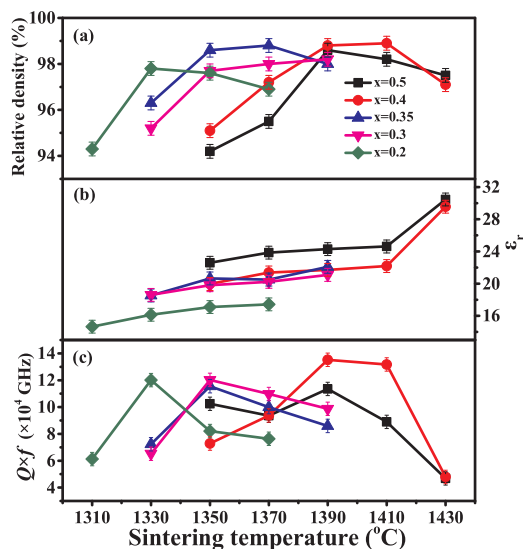 (a)
Relative density (%)
100
98
96
94
x=0.5
x=0.4
x=0.35
x=0.3
x=0.2
(b)
32
28
24
20
16
εr
(c)
Q×f (×10⁴ GHz)
14
12
10
8
6
4
1310 1330 1350 1370 1390 1410 1430
Sintering temperature (°C)